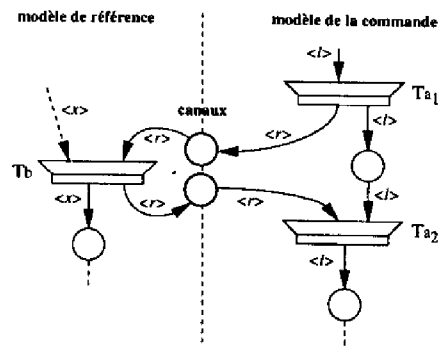 modèle de référence
modèle de la commande
<l>
Ta1
<x>
canaux
<r>
<r>
<l>
Tb
<x>
<r>
<r>
<l>
Ta2
<l>